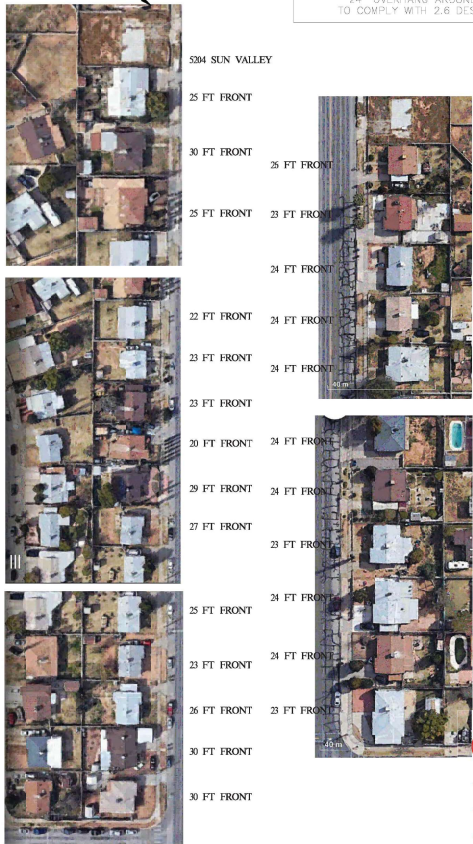 24" OVERHANG AROUND
TO COMPLY WITH 2.6 DES
5204 SUN VALLEY
25 FT FRONT
30 FT FRONT
25 FT FRONT
22 FT FRONT
23 FT FRONT
23 FT FRONT
20 FT FRONT
29 FT FRONT
27 FT FRONT
25 FT FRONT
23 FT FRONT
26 FT FRONT
30 FT FRONT
30 FT FRONT
26 FT FRONT
23 FT FRONT
24 FT FRONT
24 FT FRONT
24 FT FRONT
40 m
24 FT FRONT
24 FT FRONT
23 FT FRONT
24 FT FRONT
24 FT FRONT
23 FT FRONT
40 m